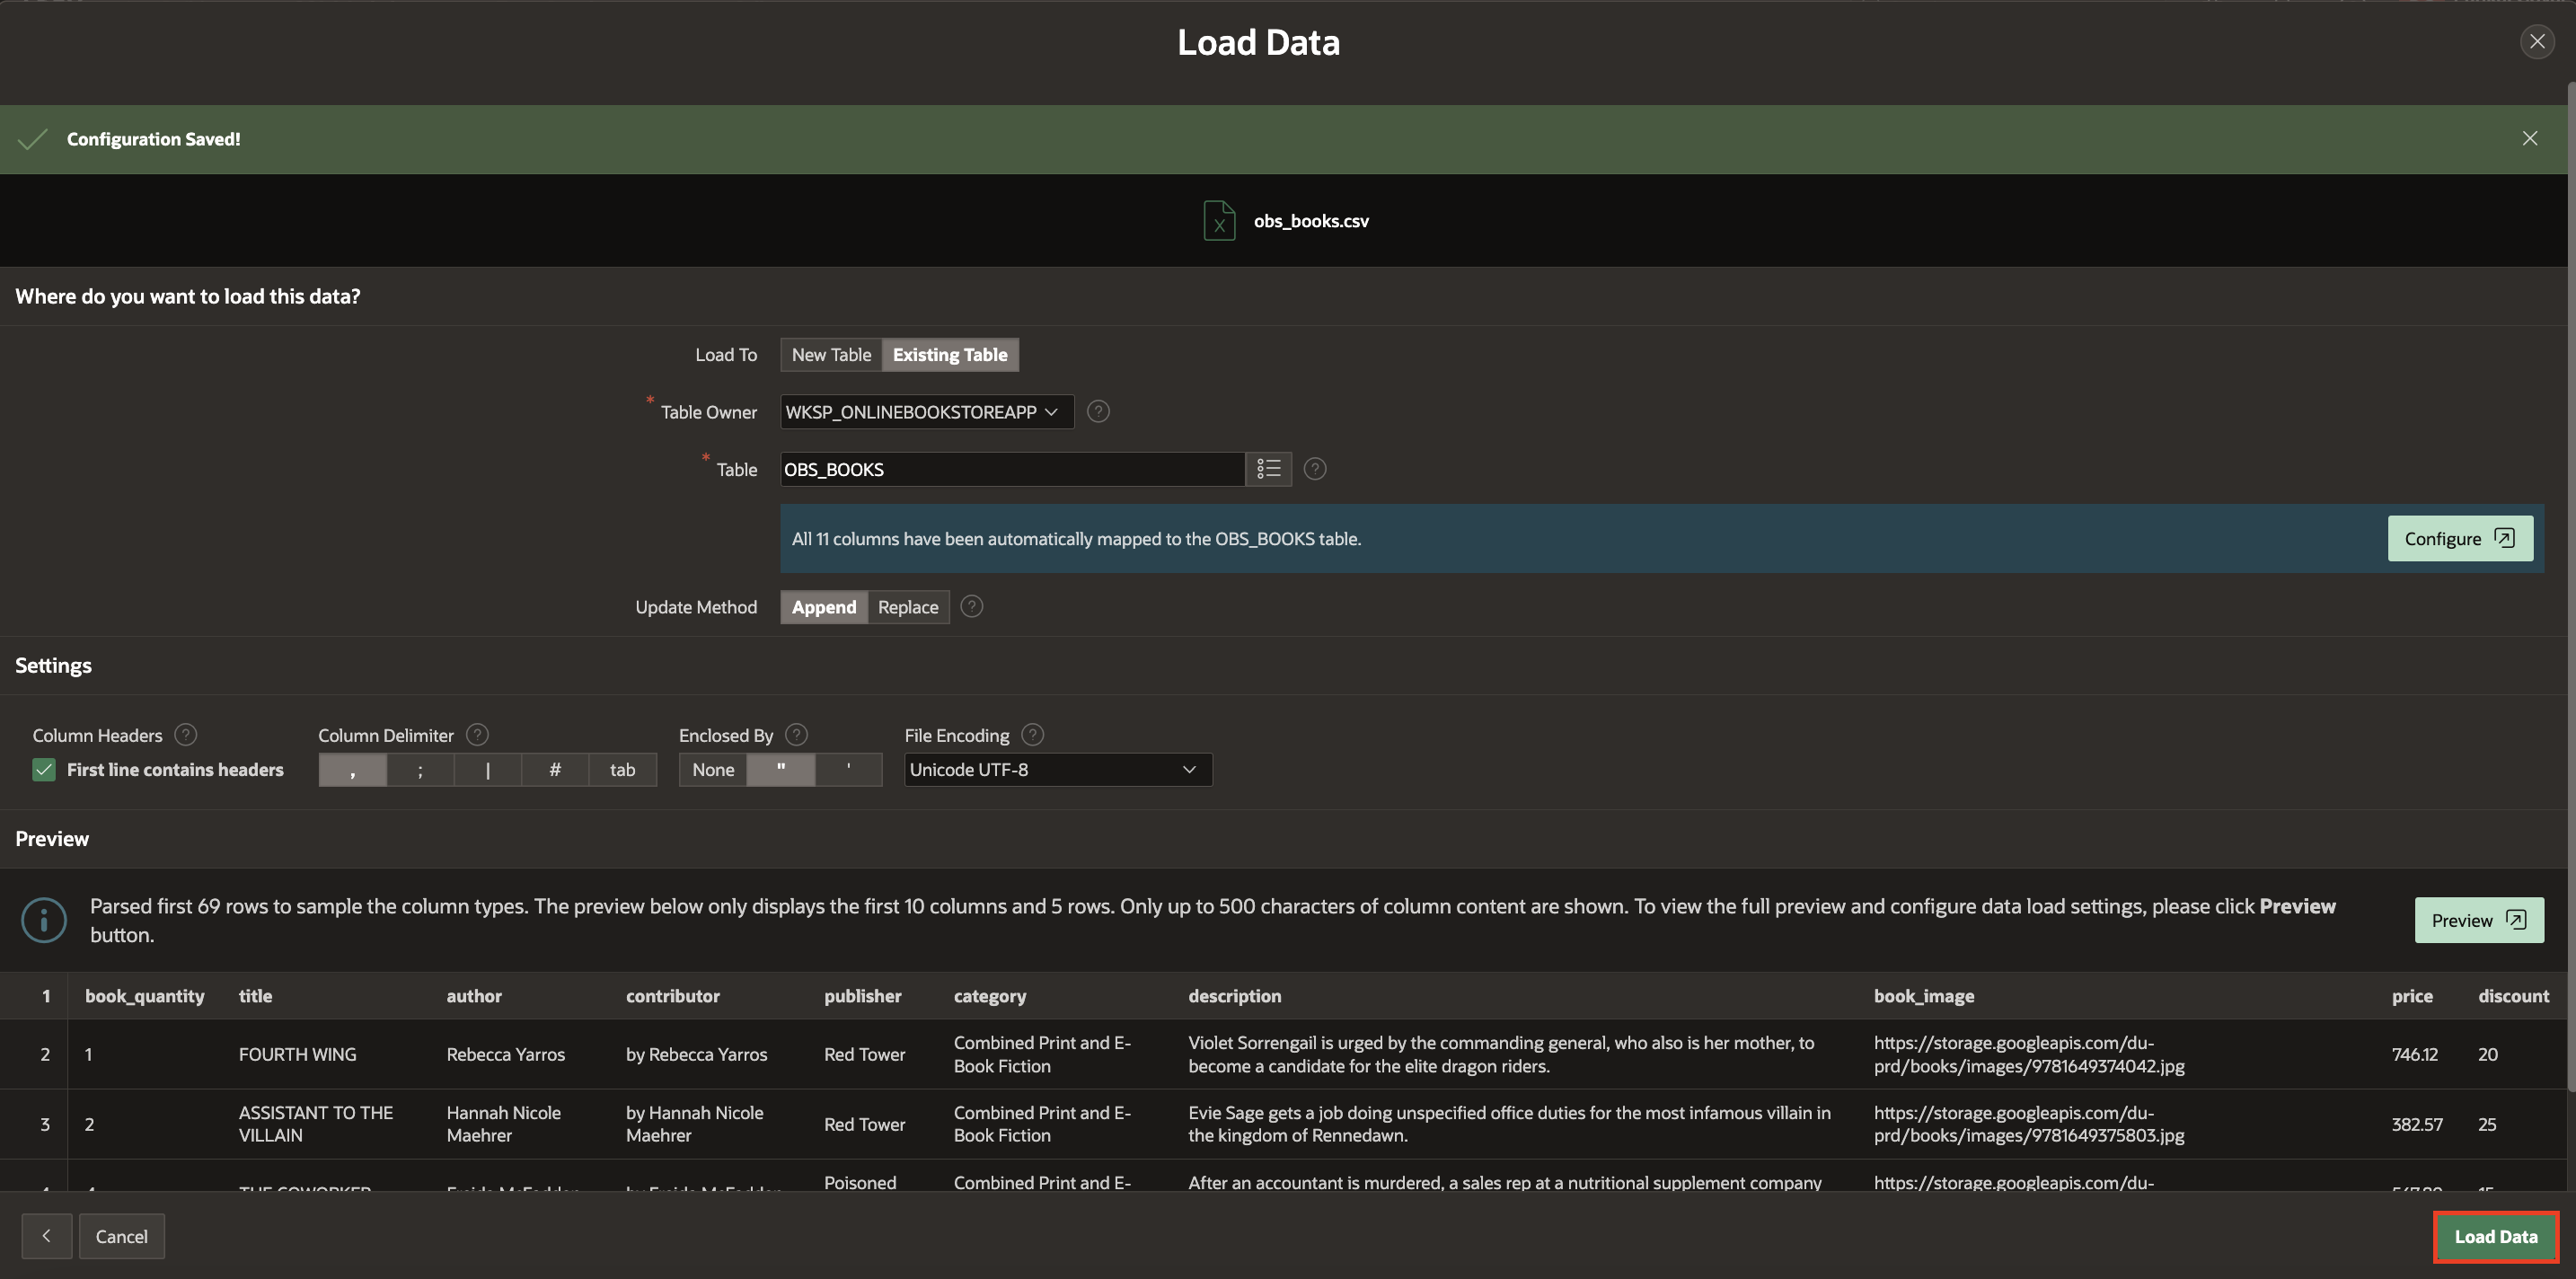 Load Data
Configuration Saved!
obs_books.csv
Where do you want to load this data?
Load To New Table Existing Table
* Table Owner WKSP_ONLINEBOOKSTOREAPP ?
* Table OBS_BOOKS ?
All 11 columns have been automatically mapped to the OBS_BOOKS table. Configure
Update Method Append Replace ?
Settings
Column Headers ? Column Delimiter ? Enclosed By ? File Encoding ?
First line contains headers , ; | # tab None " ' Unicode UTF-8
Preview
Parsed first 69 rows to sample the column types. The preview below only displays the first 10 columns and 5 rows. Only up to 500 characters of column content are shown. To view the full preview and configure data load settings, please click Preview
button.
Preview
1 book_quantity title author contributor publisher category description book_image price discount
2 1 FOURTH WING Rebecca Yarros by Rebecca Yarros Red Tower Combined Print and E-
Book Fiction Violet Sorrengail is urged by the commanding general, who also is her mother, to
become a candidate for the elite dragon riders. https://storage.googleapis.com/du-
prd/books/images/9781649374042.jpg 746.12 20
3 2 ASSISTANT TO THE
VILLAIN Hannah Nicole
Maehrer by Hannah Nicole
Maehrer Red Tower Combined Print and E-
Book Fiction Evie Sage gets a job doing unspecified office duties for the most infamous villain in
the kingdom of Rennedawn. https://storage.googleapis.com/du-
prd/books/images/9781649375803.jpg 382.57 25
Poisoned Combined Print and E- After an accountant is murdered, a sales rep at a nutritional supplement company https://storage.googleapis.com/du-
Cancel Load Data